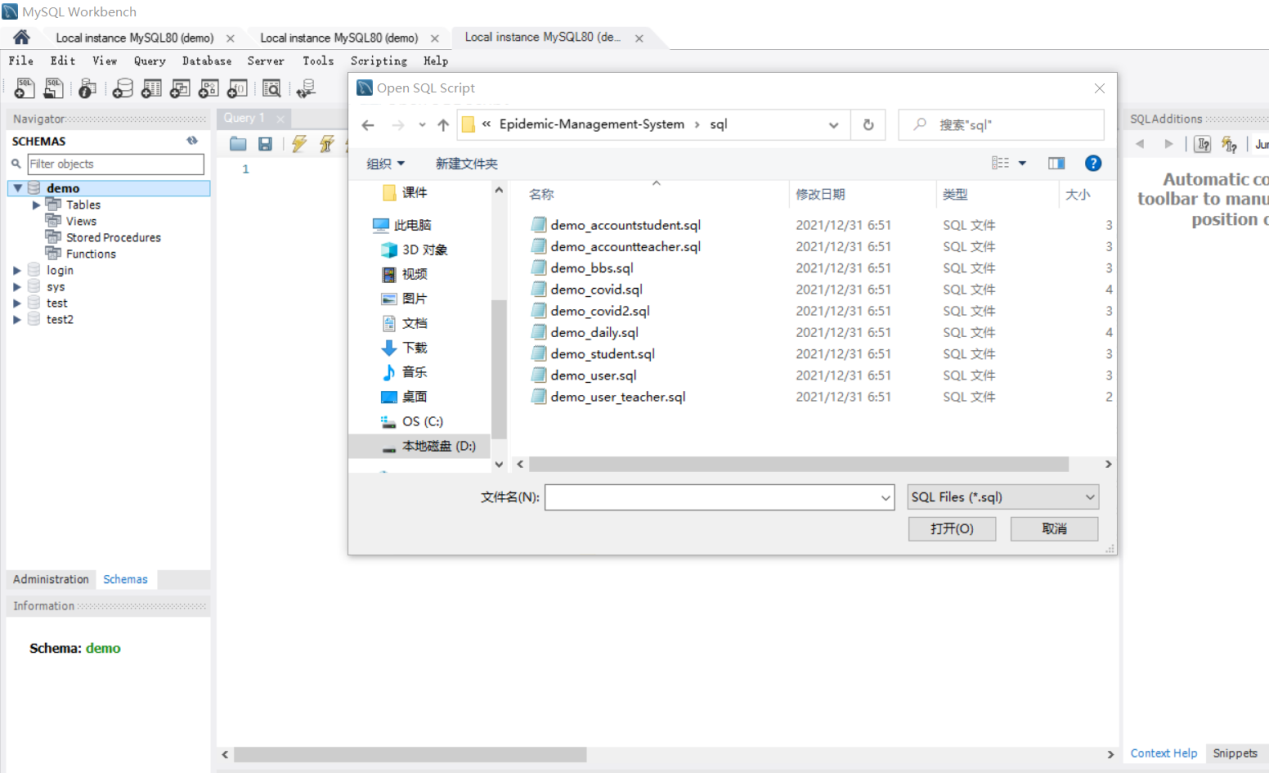 MySQL Workbench
Local instance MySQL80 (demo) Local instance MySQL80 (demo) Local instance MySQL80 (de...
File Edit View Query Database Server Tools Scripting Help
Navigator
SCHEMAS
Filter objects
demo
Tables
Views
Stored Procedures
Functions
login
sys
test
test2
Administration Schemas
Information
Schema: demo
Query 1
1
Open SQL Script
« Epidemic-Management-System › sql
搜索"sql"
组织 新建文件夹
课件
此电脑
3D 对象
视频
图片
文档
下载
音乐
桌面
OS (C:)
本地磁盘 (D:)
名称 修改日期 类型 大小
demo_accountstudent.sql 2021/12/31 6:51 SQL 文件 3
demo_accountteacher.sql 2021/12/31 6:51 SQL 文件 3
demo_bbs.sql 2021/12/31 6:51 SQL 文件 3
demo_covid.sql 2021/12/31 6:51 SQL 文件 4
demo_covid2.sql 2021/12/31 6:51 SQL 文件 3
demo_daily.sql 2021/12/31 6:51 SQL 文件 4
demo_student.sql 2021/12/31 6:51 SQL 文件 3
demo_user.sql 2021/12/31 6:51 SQL 文件 3
demo_user_teacher.sql 2021/12/31 6:51 SQL 文件 2
文件名(N): SQL Files (*.sql)
打开(O) 取消
SQLAdditions
Jum
Automatic co
toolbar to manu
position c
Context Help Snippets